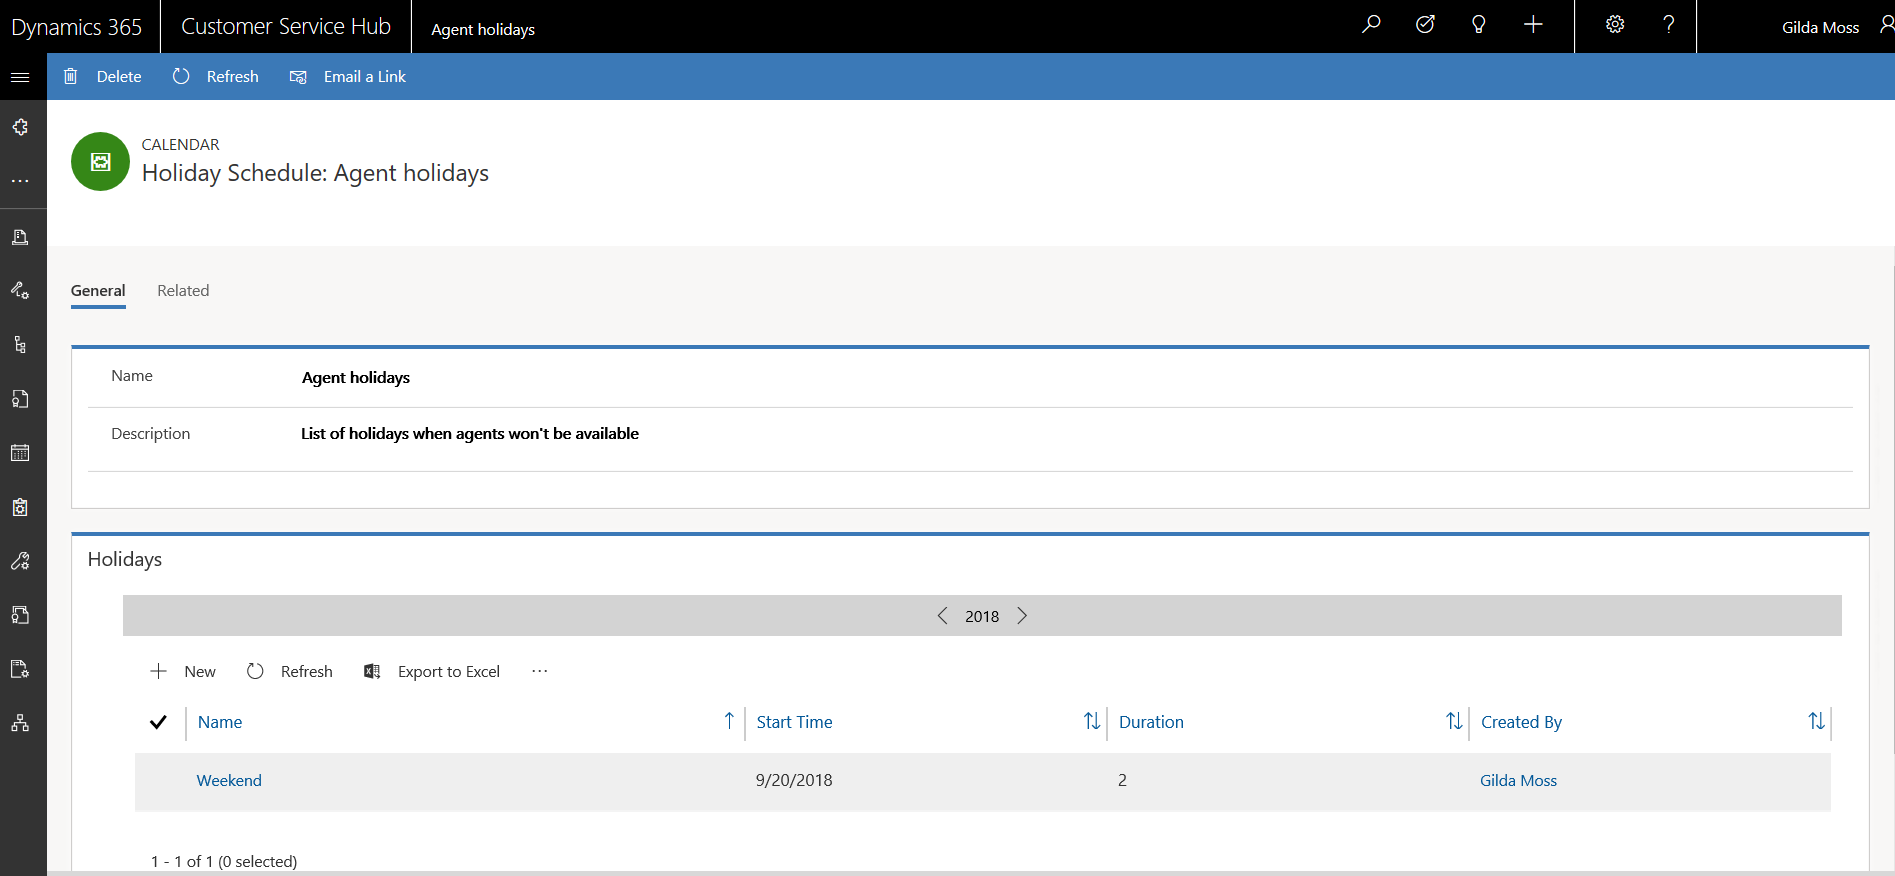 Dynamics 365 Customer Service Hub Agent holidays Gilda Moss
Delete Refresh Email a Link
CALENDAR
Holiday Schedule: Agent holidays
General Related
Name Agent holidays
Description List of holidays when agents won't be available
Holidays
2018
New Refresh Export to Excel ...
Name Start Time Duration Created By
Weekend 9/20/2018 2 Gilda Moss
1 - 1 of 1 (0 selected)